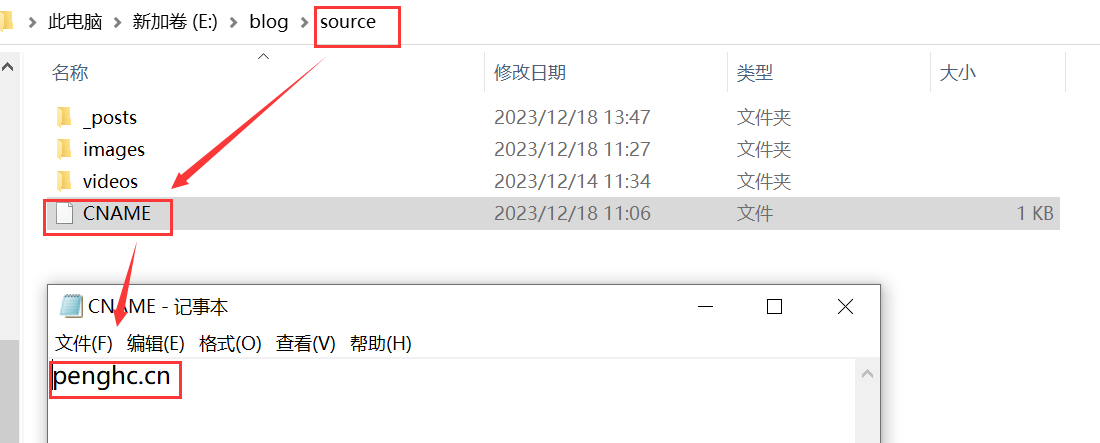 此电脑 新加卷 (E:) blog source
名称 修改日期 类型 大小
_posts 2023/12/18 13:47 文件夹
images 2023/12/18 11:27 文件夹
videos 2023/12/14 11:34 文件夹
CNAME 2023/12/18 11:06 文件 1 KB
CNAME - 记事本
文件(F) 编辑(E) 格式(O) 查看(V) 帮助(H)
penghc.cn